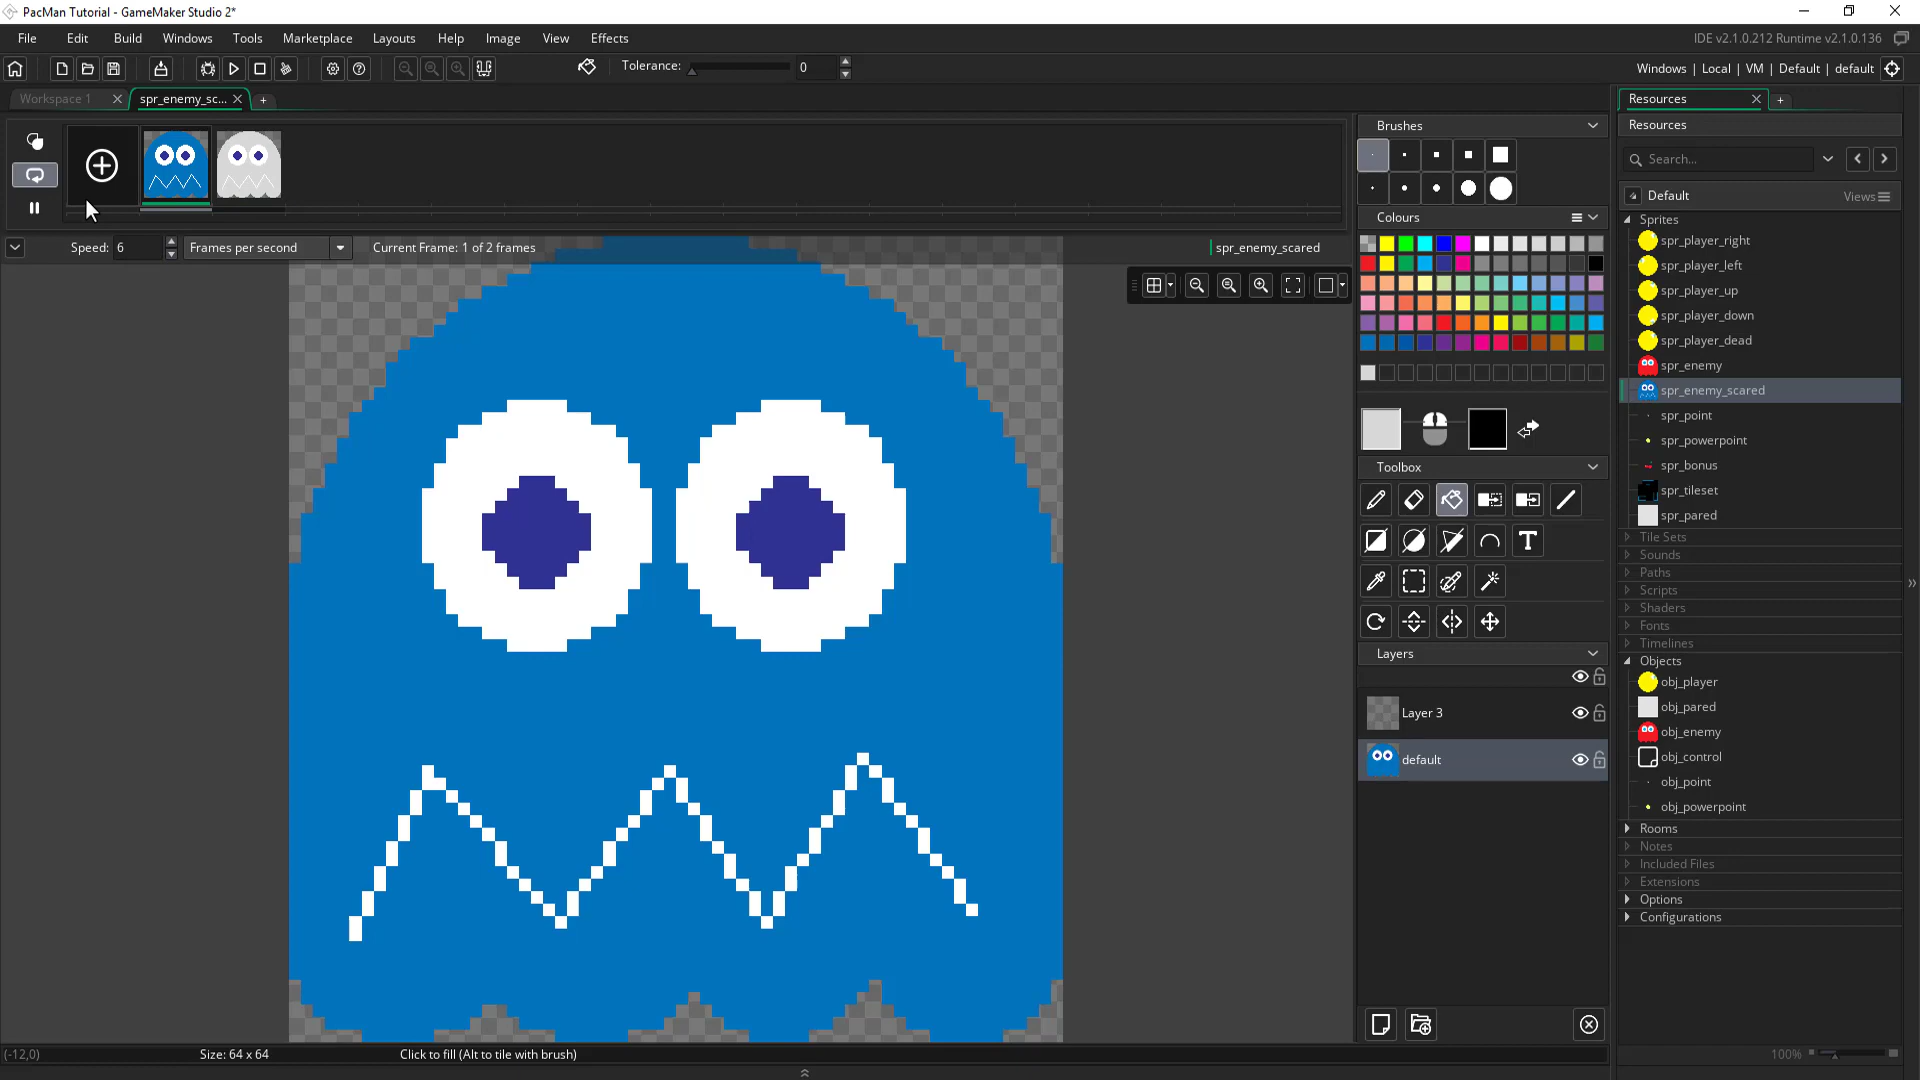 PacMan Tutorial - GameMaker Studio 2*
File Edit Build Windows Tools Marketplace Layouts Help Image View Effects
IDE v2.1.0.212 Runtime v2.1.0.136
Tolerance: 0
Windows | Local | VM | Default | default
Workspace 1
spr_enemy_sc...
Resources
Brushes
Resources
Search...
Default
Views
Colours
Sprites
spr_player_right
Speed: 6
Frames per second
Current Frame: 1 of 2 frames
spr_enemy_scared
spr_player_left
spr_player_up
spr_player_down
spr_player_dead
spr_enemy
spr_enemy_scared
spr_point
spr_powerpoint
Toolbox
spr_bonus
spr_tileset
spr_pared
Tile Sets
Sounds
Paths
Scripts
Shaders
Fonts
Timelines
Layers
Objects
obj_player
Layer 3
obj_pared
obj_enemy
default
obj_control
obj_point
obj_powerpoint
Rooms
Notes
Included Files
Extensions
Options
Configurations
(-12,0)
Size: 64 x 64
Click to fill (Alt to tile with brush)
100%